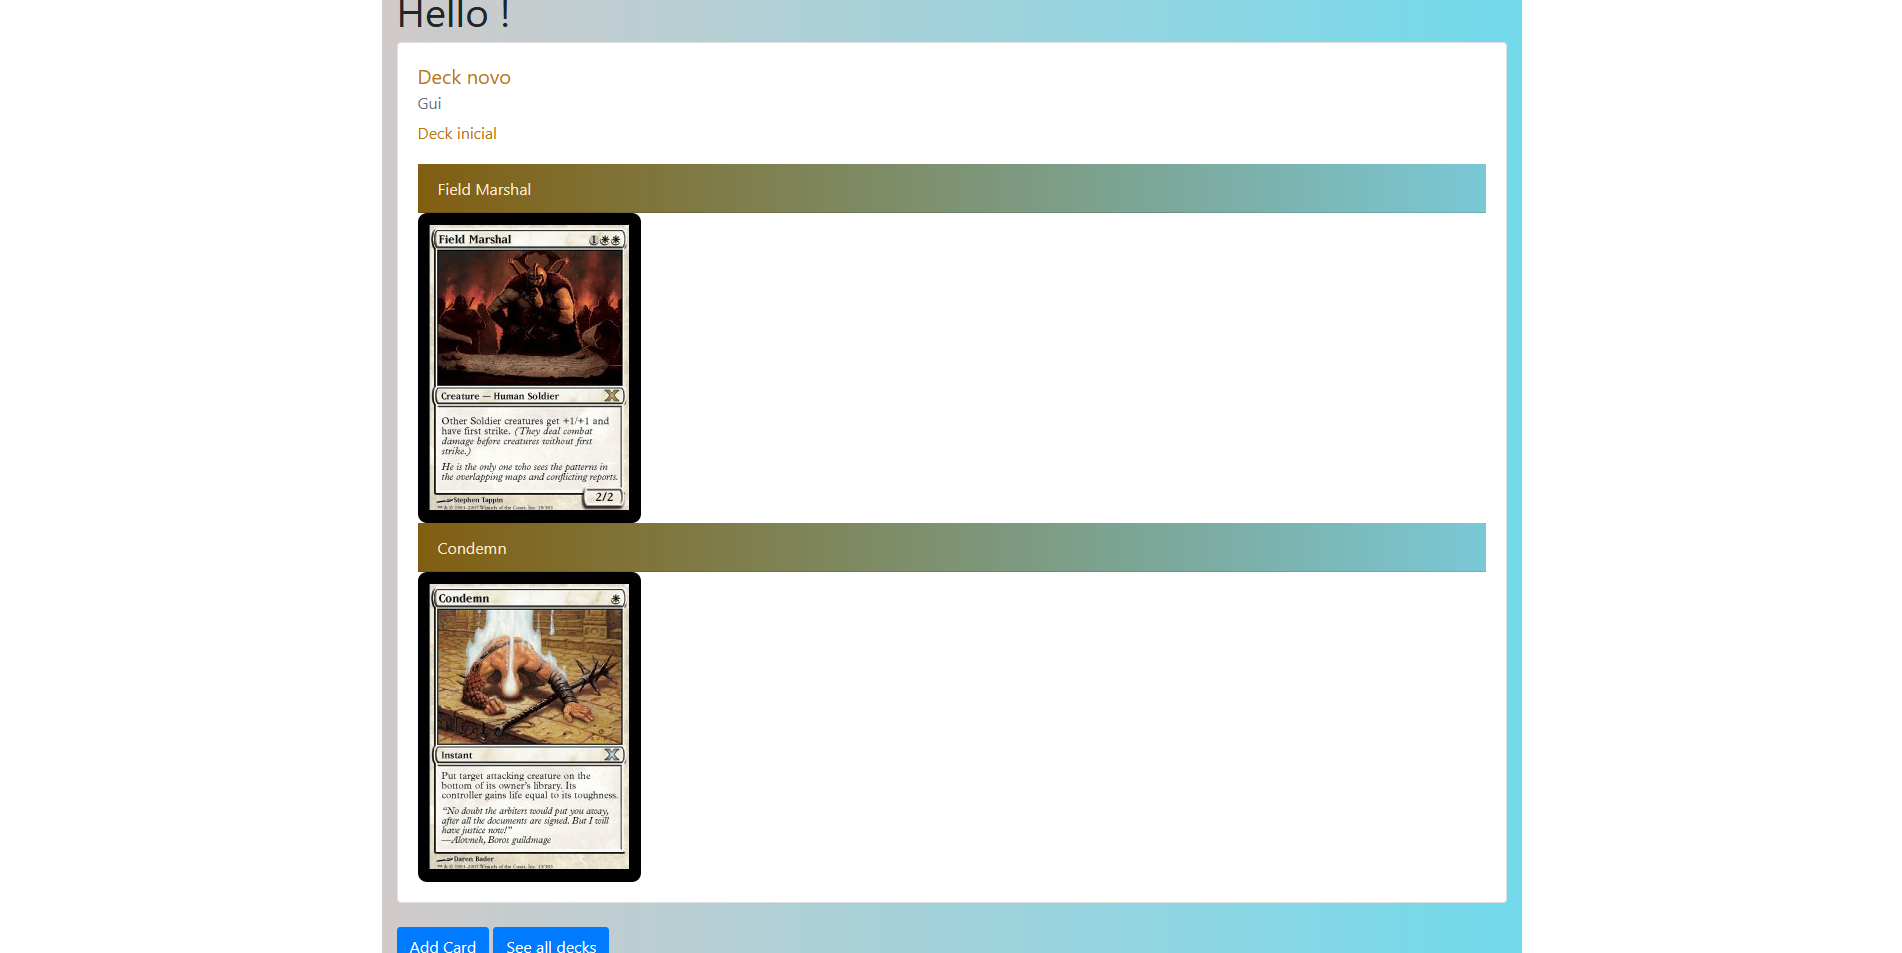 Hello !
Deck novo
Gui
Deck inicial
Field Marshal
Field Marshal
1
Creature — Human Soldier
Other Soldier creatures get +1/+1 and
have first strike. (They deal combat
damage before creatures without first
strike.)
He is the only one who sees the patterns in
the overlapping maps and conflicting reports.
2/2
Stephen Tappin
Condemn
Condemn
Instant
Put target attacking creature on the
bottom of its owner's library. Its
controller gains life equal to its toughness.
"No doubt the arbiters would put you away,
after all the documents are signed. But I will
have justice now!"
—Alovnek, Boros guildmage
Daren Bader
Add Card
See all decks